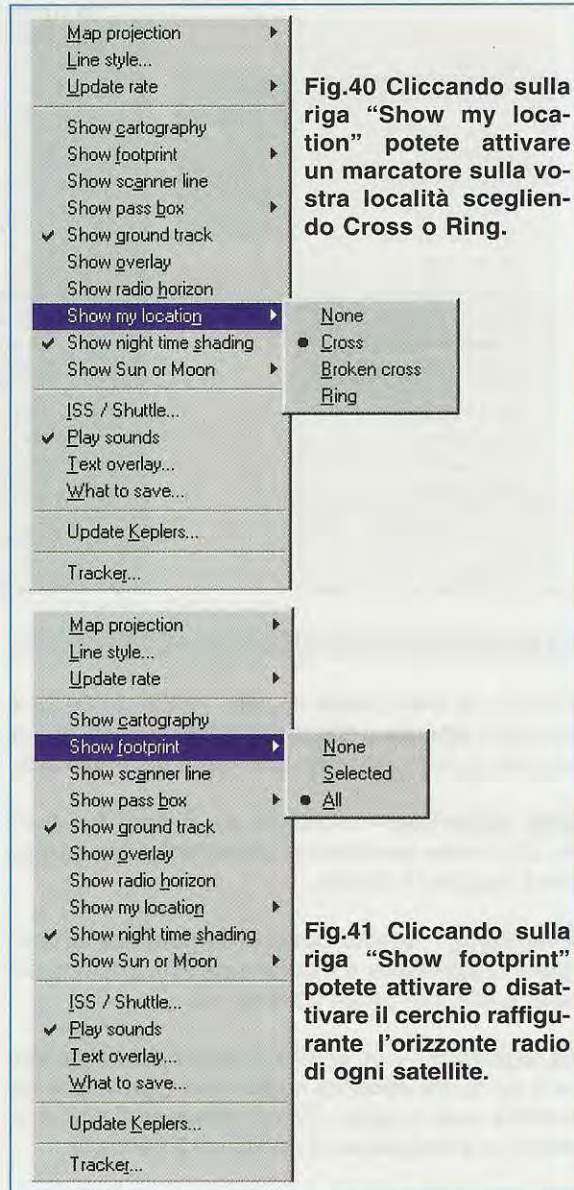 Map projection
Line style...
Update rate
Show cartography
Show footprint
Show scanner line
Show pass box
Show ground track
Show overlay
Show radio horizon
Show my location
Show night time shading
Show Sun or Moon
ISS / Shuttle...
Play sounds
Text overlay...
What to save...
Update Keplers...
Tracker...
None
Cross
Broken cross
Ring
Fig.40 Cliccando sulla
riga “Show my loca-
tion” potete attivare
un marcatore sulla vo-
stra località sceglien-
do Cross o Ring.
Map projection
Line style...
Update rate
Show cartography
Show footprint
Show scanner line
Show pass box
Show ground track
Show overlay
Show radio horizon
Show my location
Show night time shading
Show Sun or Moon
ISS / Shuttle...
Play sounds
Text overlay...
What to save...
Update Keplers...
Tracker...
None
Selected
All
Fig.41 Cliccando sulla
riga “Show footprint”
potete attivare o disat-
tivare il cerchio raffigu-
rante l’orizzonte radio
di ogni satellite.